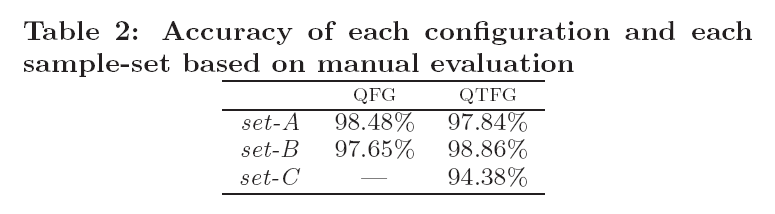 Table 2: Accuracy of each configuration and each
sample-set based on manual evaluation
QFG QTFG
set-A 98.48% 97.84%
set-B 97.65% 98.86%
set-C — 94.38%